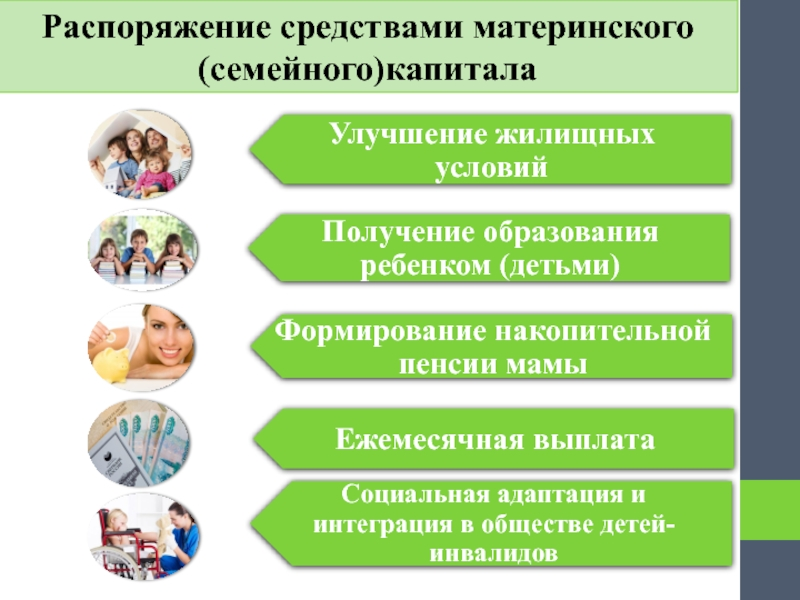 Распоряжение средствами материнского
(семейного)капитала
Улучшение жилищных
условий
Получение образования
ребенком (детьми)
Формирование накопительной
пенсии мамы
Ежемесячная выплата
Социальная адаптация и
интеграция в обществе детей-
инвалидов